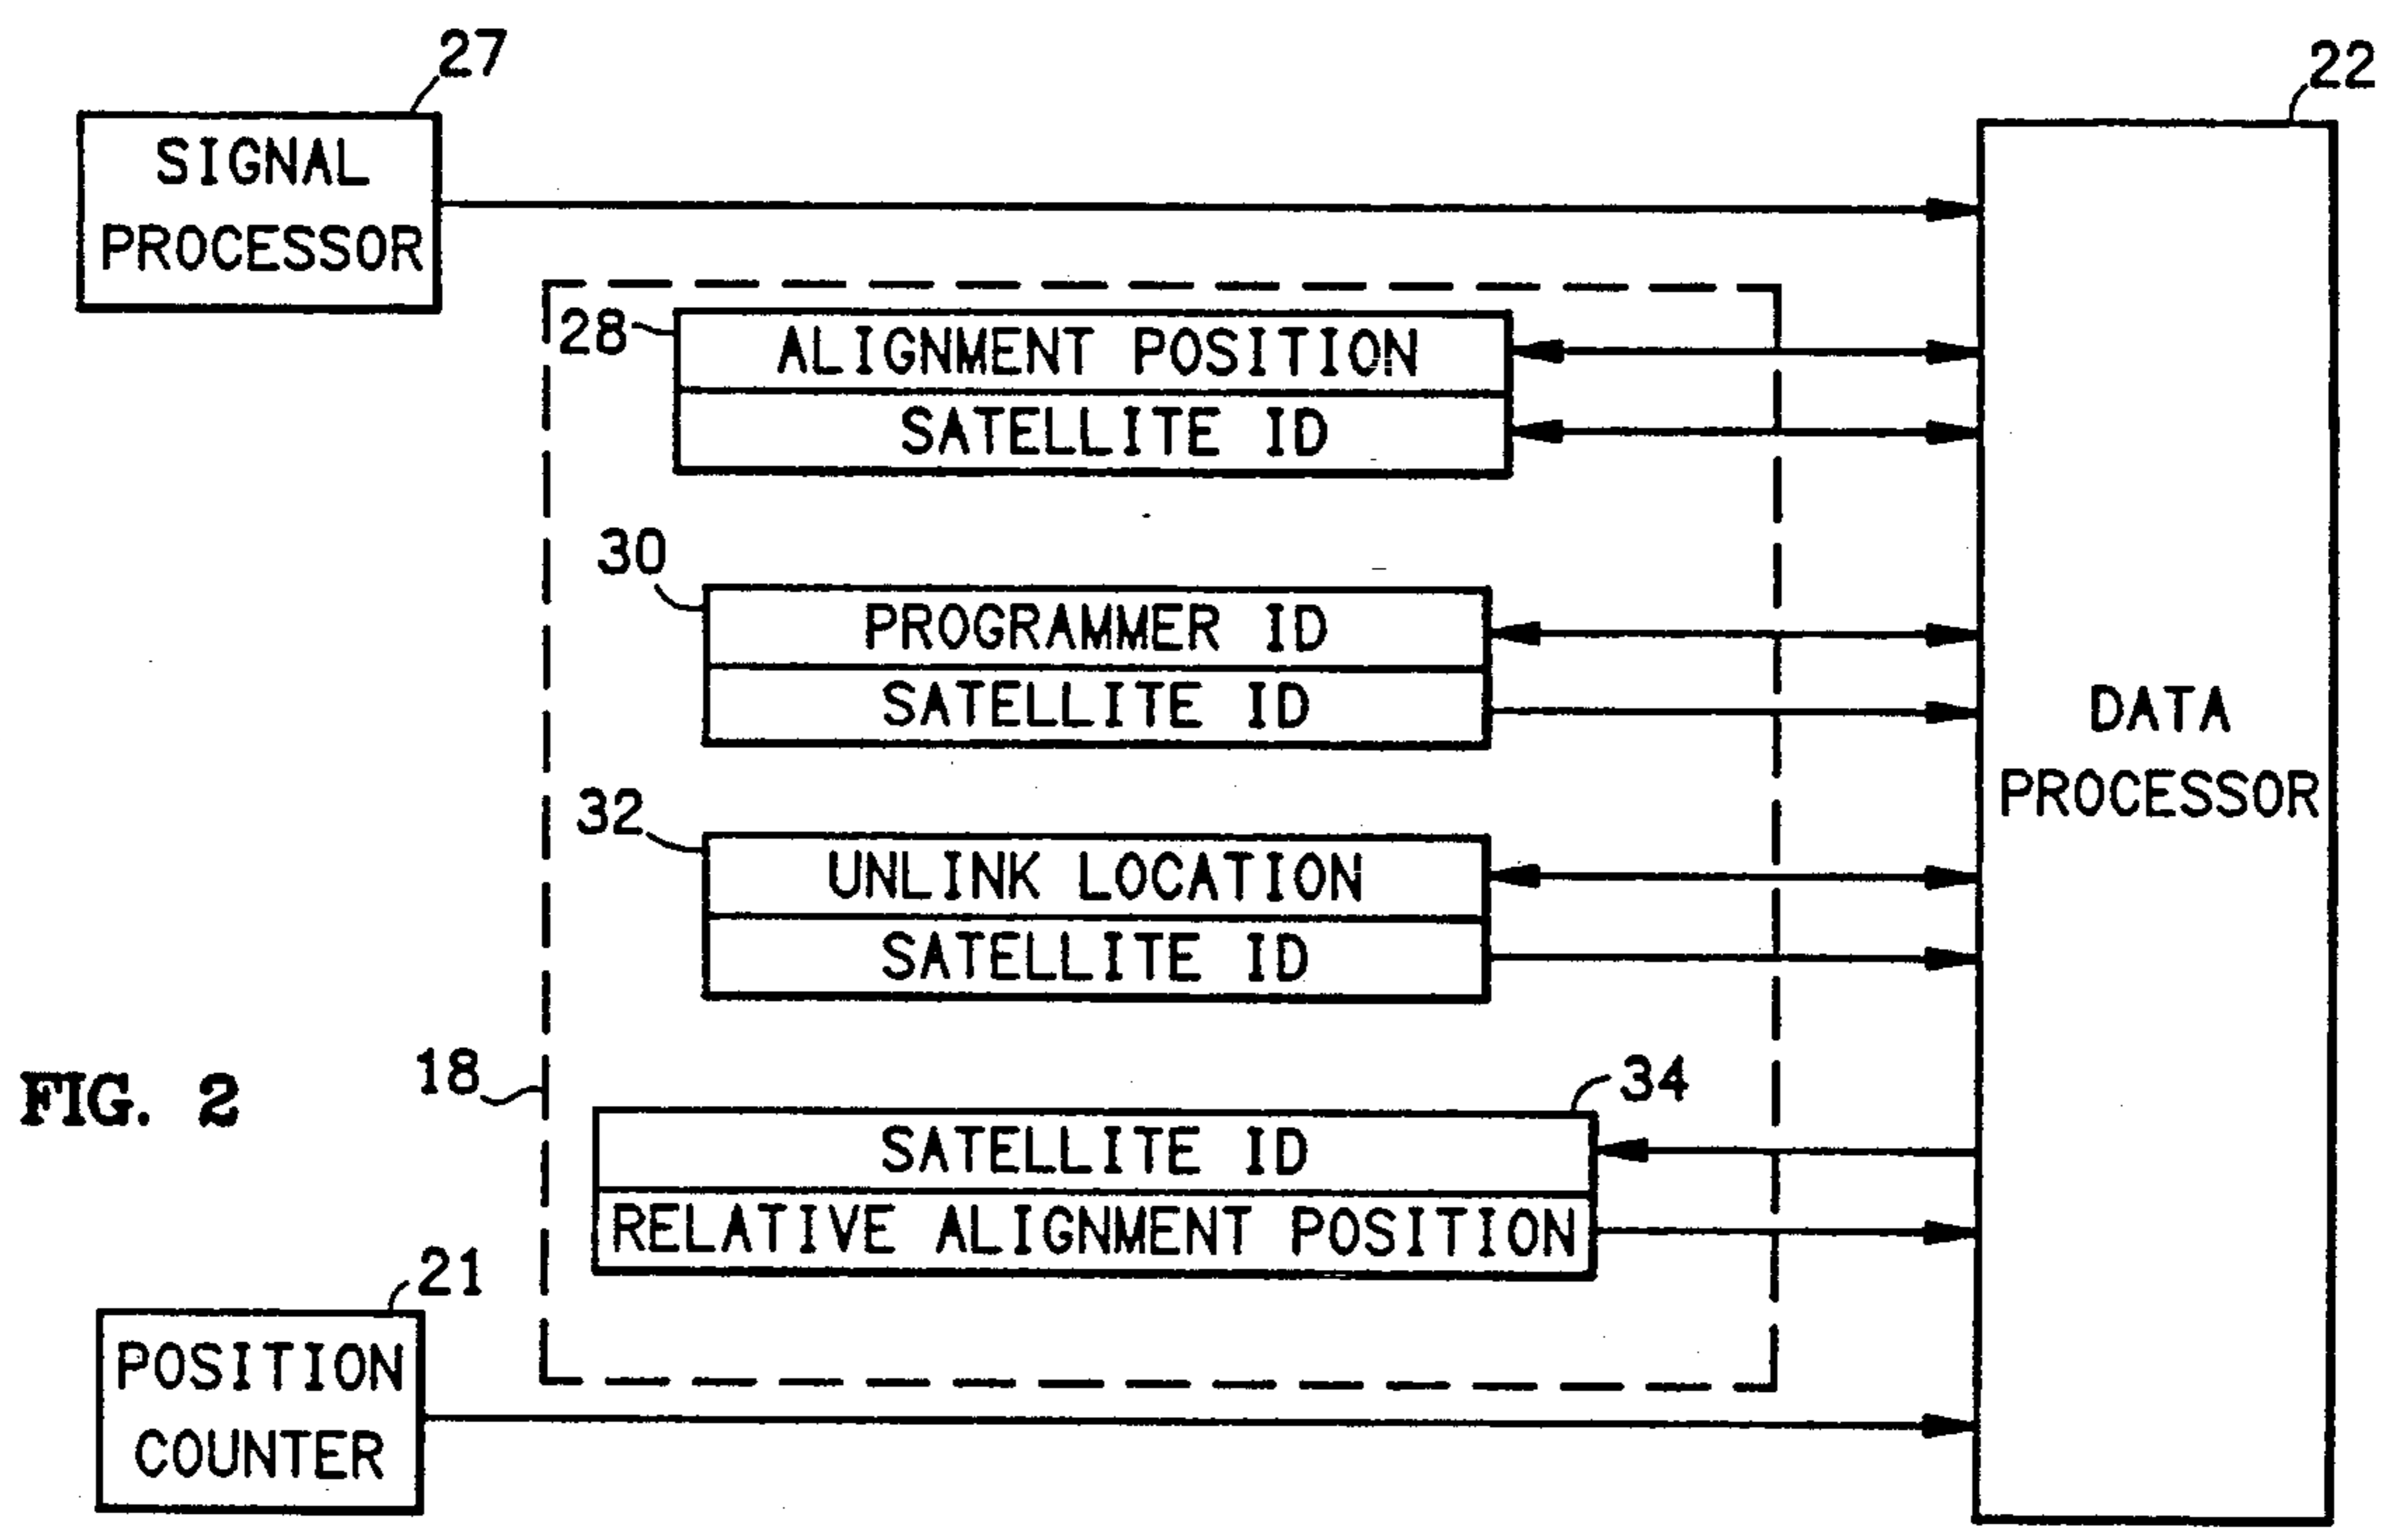 27
22
SIGNAL
PROCESSOR
28
ALIGNMENT POSITION
SATELLITE ID
30
PROGRAMMER ID
SATELLITE ID
DATA
PROCESSOR
32
UNLINK LOCATION
SATELLITE ID
18
34
FIG. 2
SATELLITE ID
RELATIVE ALIGNMENT POSITION
21
POSITION
COUNTER